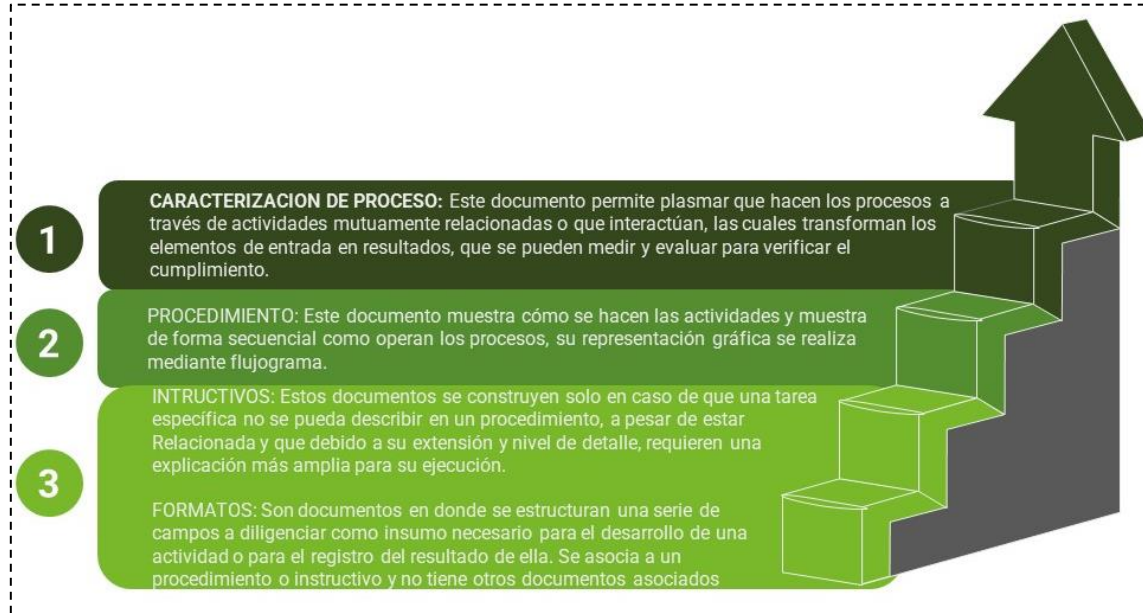 1
CARACTERIZACION DE PROCESO: Este documento permite plasmar que hacen los procesos a
través de actividades mutuamente relacionadas o que interactúan, las cuales transforman los
elementos de entrada en resultados, que se pueden medir y evaluar para verificar el
cumplimiento.
2
PROCEDIMIENTO: Este documento muestra cómo se hacen las actividades y muestra
de forma secuencial como operan los procesos, su representación gráfica se realiza
mediante flujograma.
3
INTRUCTIVOS: Estos documentos se construyen solo en caso de que una tarea
específica no se pueda describir en un procedimiento, a pesar de estar
Relacionada y que debido a su extensión y nivel de detalle, requieren una
explicación más amplia para su ejecución.
FORMATOS: Son documentos en donde se estructuran una serie de
campos a diligenciar como insumo necesario para el desarrollo de una
actividad o para el registro del resultado de ella. Se asocia a un
procedimiento o instructivo y no tiene otros documentos asociados